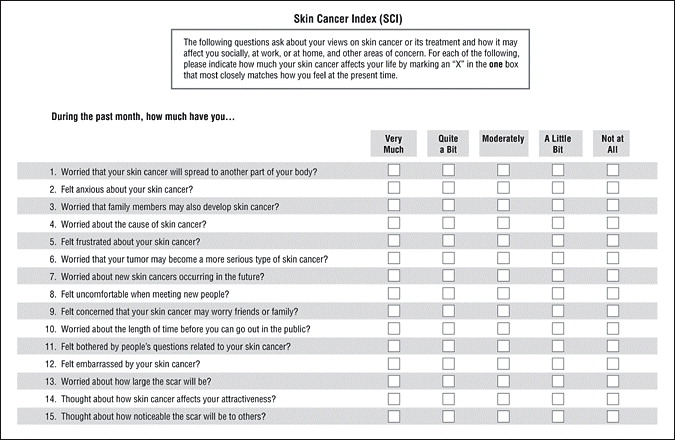 Skin Cancer Index (SCI)
The following questions ask about your views on skin cancer or its treatment and how it may
affect you socially, at work, or at home, and other areas of concern. For each of the following,
please indicate how much your skin cancer affects your life by marking an “X” in the one box
that most closely matches how you feel at the present time.
During the past month, how much have you…
Very Much
Quite a Bit
Moderately
A Little Bit
Not at All
1. Worried that your skin cancer will spread to another part of your body?
2. Felt anxious about your skin cancer?
3. Worried that family members may also develop skin cancer?
4. Worried about the cause of skin cancer?
5. Felt frustrated about your skin cancer?
6. Worried that your tumor may become a more serious type of skin cancer?
7. Worried about new skin cancers occurring in the future?
8. Felt uncomfortable when meeting new people?
9. Felt concerned that your skin cancer may worry friends or family?
10. Worried about the length of time before you can go out in the public?
11. Felt bothered by people’s questions related to your skin cancer?
12. Felt embarrassed by your skin cancer?
13. Worried about how large the scar will be?
14. Thought about how skin cancer affects your attractiveness?
15. Thought about how noticeable the scar will be to others?